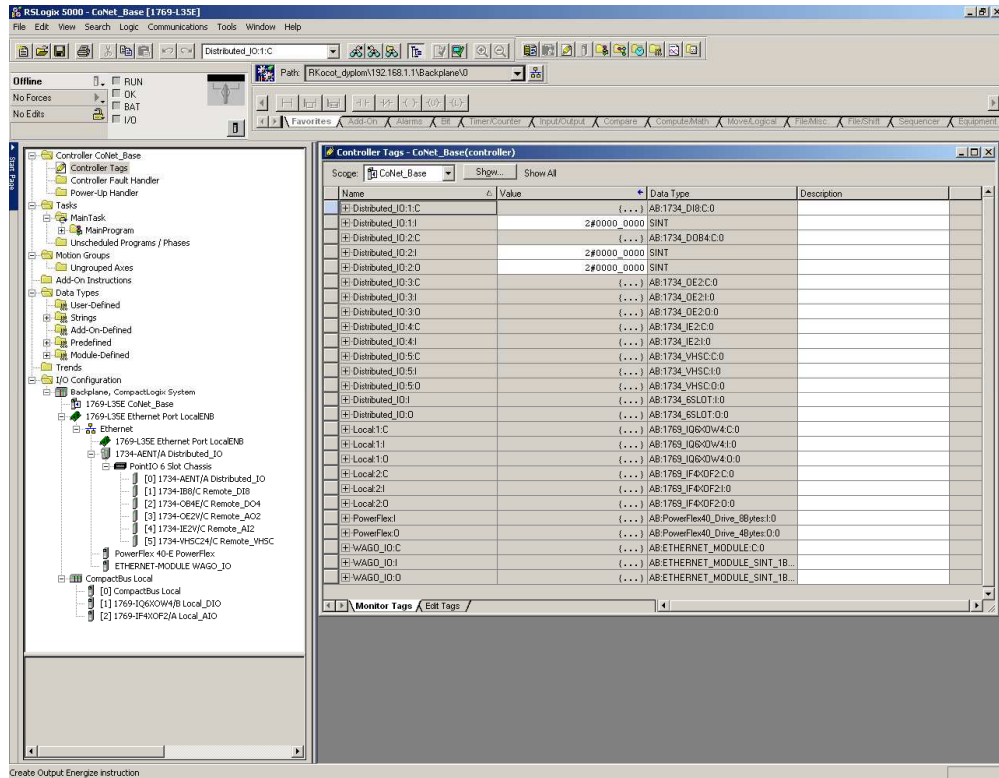 RSLogix 5000 - CoNet_Base [1769-L35E]
File Edit View Search Logic Communications Tools Window Help
Distributed_IO:1:C
Path: RKocot_dyplom\192.168.1.1\Backplane\0
Offline
RUN
No Forces
OK
No Edits
BAT
I/O
Favorites Add-On Alarms Bit Timer/Counter Input/Output Compare Compute/Math Move/Logical File/Misc. File/Shift Sequencer Equipment
Start Page
Controller CoNet_Base
Controller Tags
Controller Fault Handler
Power-Up Handler
Tasks
MainTask
MainProgram
Unscheduled Programs / Phases
Motion Groups
Ungrouped Axes
Add-On Instructions
Data Types
User-Defined
Strings
Add-On-Defined
Predefined
Module-Defined
Trends
I/O Configuration
Backplane, CompactLogix System
1769-L35E CoNet_Base
1769-L35E Ethernet Port LocalENB
Ethernet
1769-L35E Ethernet Port LocalENB
1734-AENT/A Distributed_IO
PointIO 6 Slot Chassis
[0] 1734-AENT/A Distributed_IO
[1] 1734-IB8/C Remote_DI8
[2] 1734-OB4E/C Remote_DO4
[3] 1734-OE2V/C Remote_AO2
[4] 1734-IE2V/C Remote_AI2
[5] 1734-VHSC24/C Remote_VHSC
PowerFlex 40-E PowerFlex
ETHERNET-MODULE WAGO_IO
CompactBus Local
[0] CompactBus Local
[1] 1769-IQ6XOW4/B Local_DIO
[2] 1769-IF4XOF2/A Local_AIO
Controller Tags - CoNet_Base(controller)
Scope: CoNet_Base Show... Show All
Name Value Data Type Description
Distributed_IO:1:C {...} AB:1734_DI8:C:0
Distributed_IO:1:I 2#0000_0000 SINT
Distributed_IO:2:C {...} AB:1734_DOB4:C:0
Distributed_IO:2:I 2#0000_0000 SINT
Distributed_IO:2:O 2#0000_0000 SINT
Distributed_IO:3:C {...} AB:1734_OE2:C:0
Distributed_IO:3:I {...} AB:1734_OE2:I:0
Distributed_IO:3:O {...} AB:1734_OE2:O:0
Distributed_IO:4:C {...} AB:1734_IE2:C:0
Distributed_IO:4:I {...} AB:1734_IE2:I:0
Distributed_IO:5:C {...} AB:1734_VHSC:C:0
Distributed_IO:5:I {...} AB:1734_VHSC:I:0
Distributed_IO:5:O {...} AB:1734_VHSC:O:0
Distributed_IO:I {...} AB:1734_6SLOT:I:0
Distributed_IO:O {...} AB:1734_6SLOT:O:0
Local:1:C {...} AB:1769_IQ6XOW4:C:0
Local:1:I {...} AB:1769_IQ6XOW4:I:0
Local:1:O {...} AB:1769_IQ6XOW4:O:0
Local:2:C {...} AB:1769_IF4XOF2:C:0
Local:2:I {...} AB:1769_IF4XOF2:I:0
Local:2:O {...} AB:1769_IF4XOF2:O:0
PowerFlex:I {...} AB:PowerFlex40_Drive_8Bytes:I:0
PowerFlex:O {...} AB:PowerFlex40_Drive_4Bytes:O:0
WAGO_IO:C {...} AB:ETHERNET_MODULE:C:0
WAGO_IO:I {...} AB:ETHERNET_MODULE_SINT_1B...
WAGO_IO:O {...} AB:ETHERNET_MODULE_SINT_1B...
Monitor Tags Edit Tags
Create Output Energize instruction